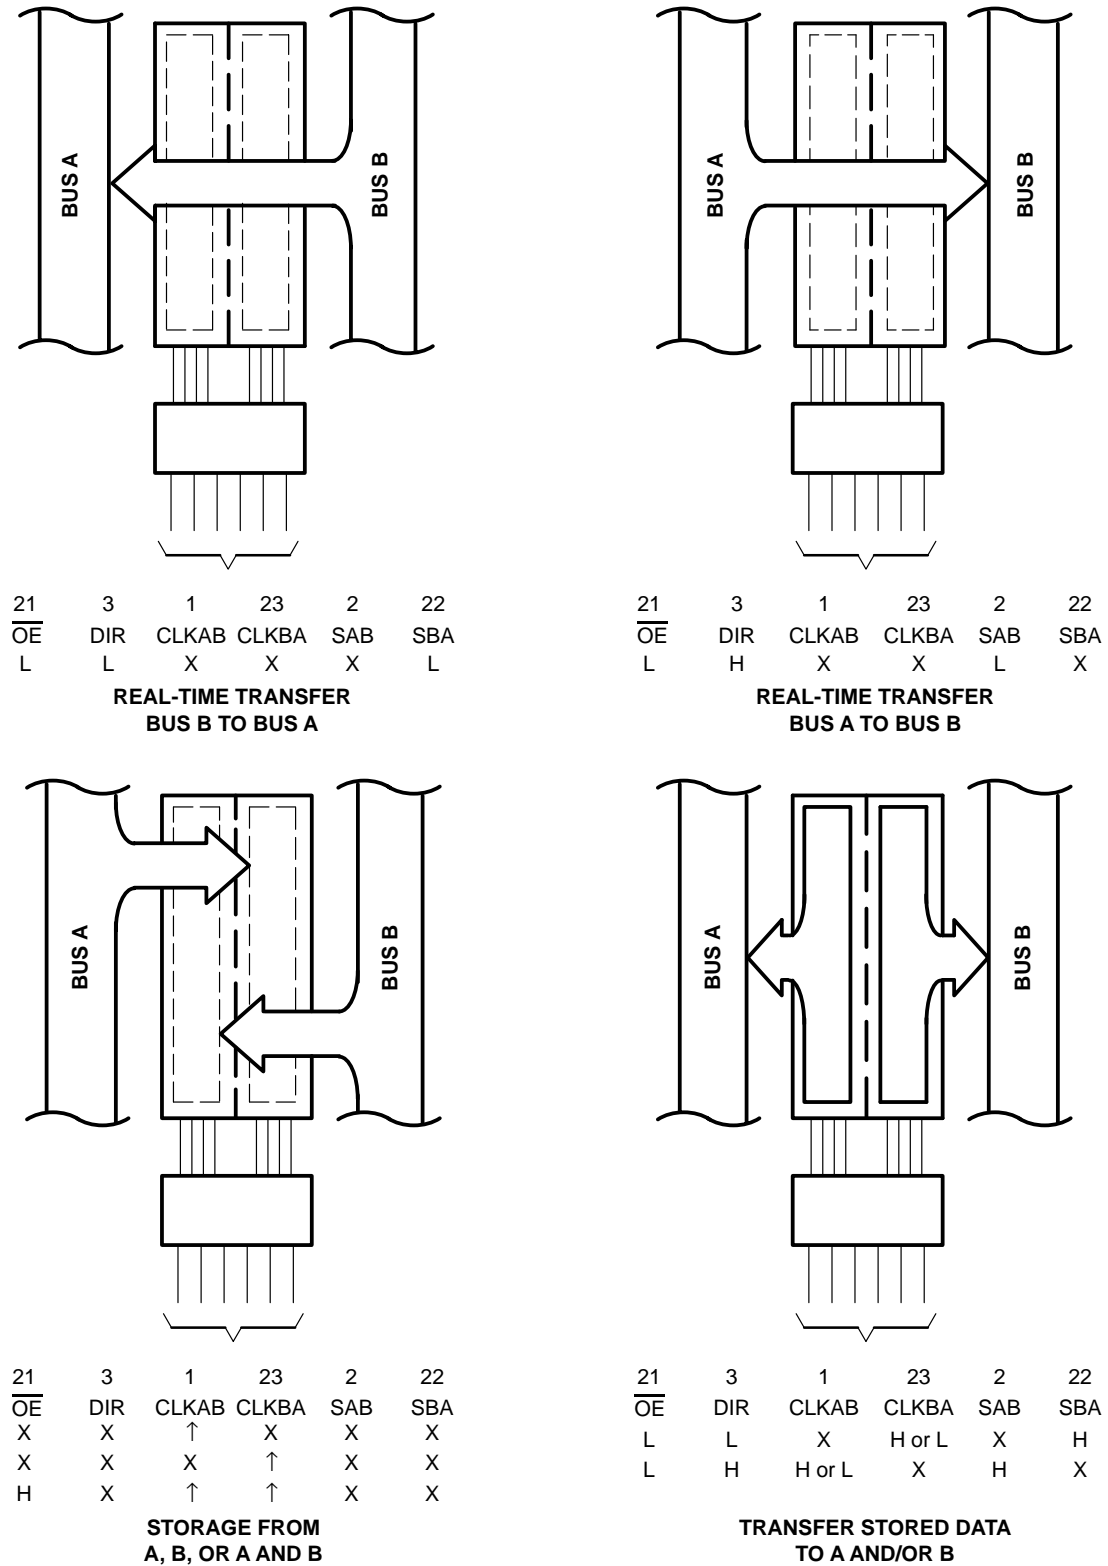 BUS A
BUS B
21 3 1 23 2 22
OE DIR CLKAB CLKBA SAB SBA
L L X X X L
REAL-TIME TRANSFER
BUS B TO BUS A
BUS A
BUS B
21 3 1 23 2 22
OE DIR CLKAB CLKBA SAB SBA
L H X X L X
REAL-TIME TRANSFER
BUS A TO BUS B
BUS A
BUS B
21 3 1 23 2 22
OE DIR CLKAB CLKBA SAB SBA
X X ↑ X X X
X X X ↑ X X
H X ↑ ↑ X X
STORAGE FROM
A, B, OR A AND B
BUS A
BUS B
21 3 1 23 2 22
OE DIR CLKAB CLKBA SAB SBA
L L X H or L X H
L H H or L X H X
TRANSFER STORED DATA
TO A AND/OR B